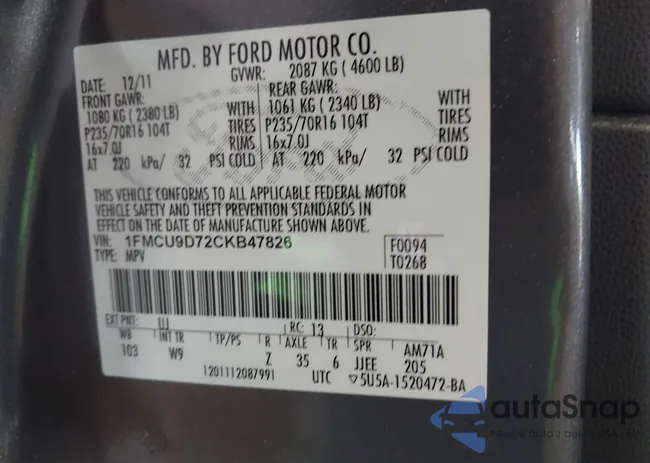 MFD. BY FORD MOTOR CO.
DATE: 12/11 GVWR: 2087 KG ( 4600 LB)
FRONT GAWR: REAR GAWR:
1080 KG ( 2380 LB) WITH 1061 KG ( 2340 LB) WITH
P235/70R16 104T TIRES P235/70R16 104T TIRES
16x7.0J RIMS 16x7.0J RIMS
AT 220 kPa/ 32 PSI COLD AT 220 kPa/ 32 PSI COLD
THIS VEHICLE CONFORMS TO ALL APPLICABLE FEDERAL MOTOR
VEHICLE SAFETY AND THEFT PREVENTION STANDARDS IN
EFFECT ON THE DATE OF MANUFACTURE SHOWN ABOVE.
VIN: 1FMCU9D72CKB47826 F0094
TYPE: MPV T0268
EXT PNT: UJ RC: 13 DSO:
WB INT TR TP/PS R AXLE TR SPR AM71A
103 W9 Z 35 6 JJEE 205
1201112087991 UTC ▽5U5A-1520472-BA
autoSnap